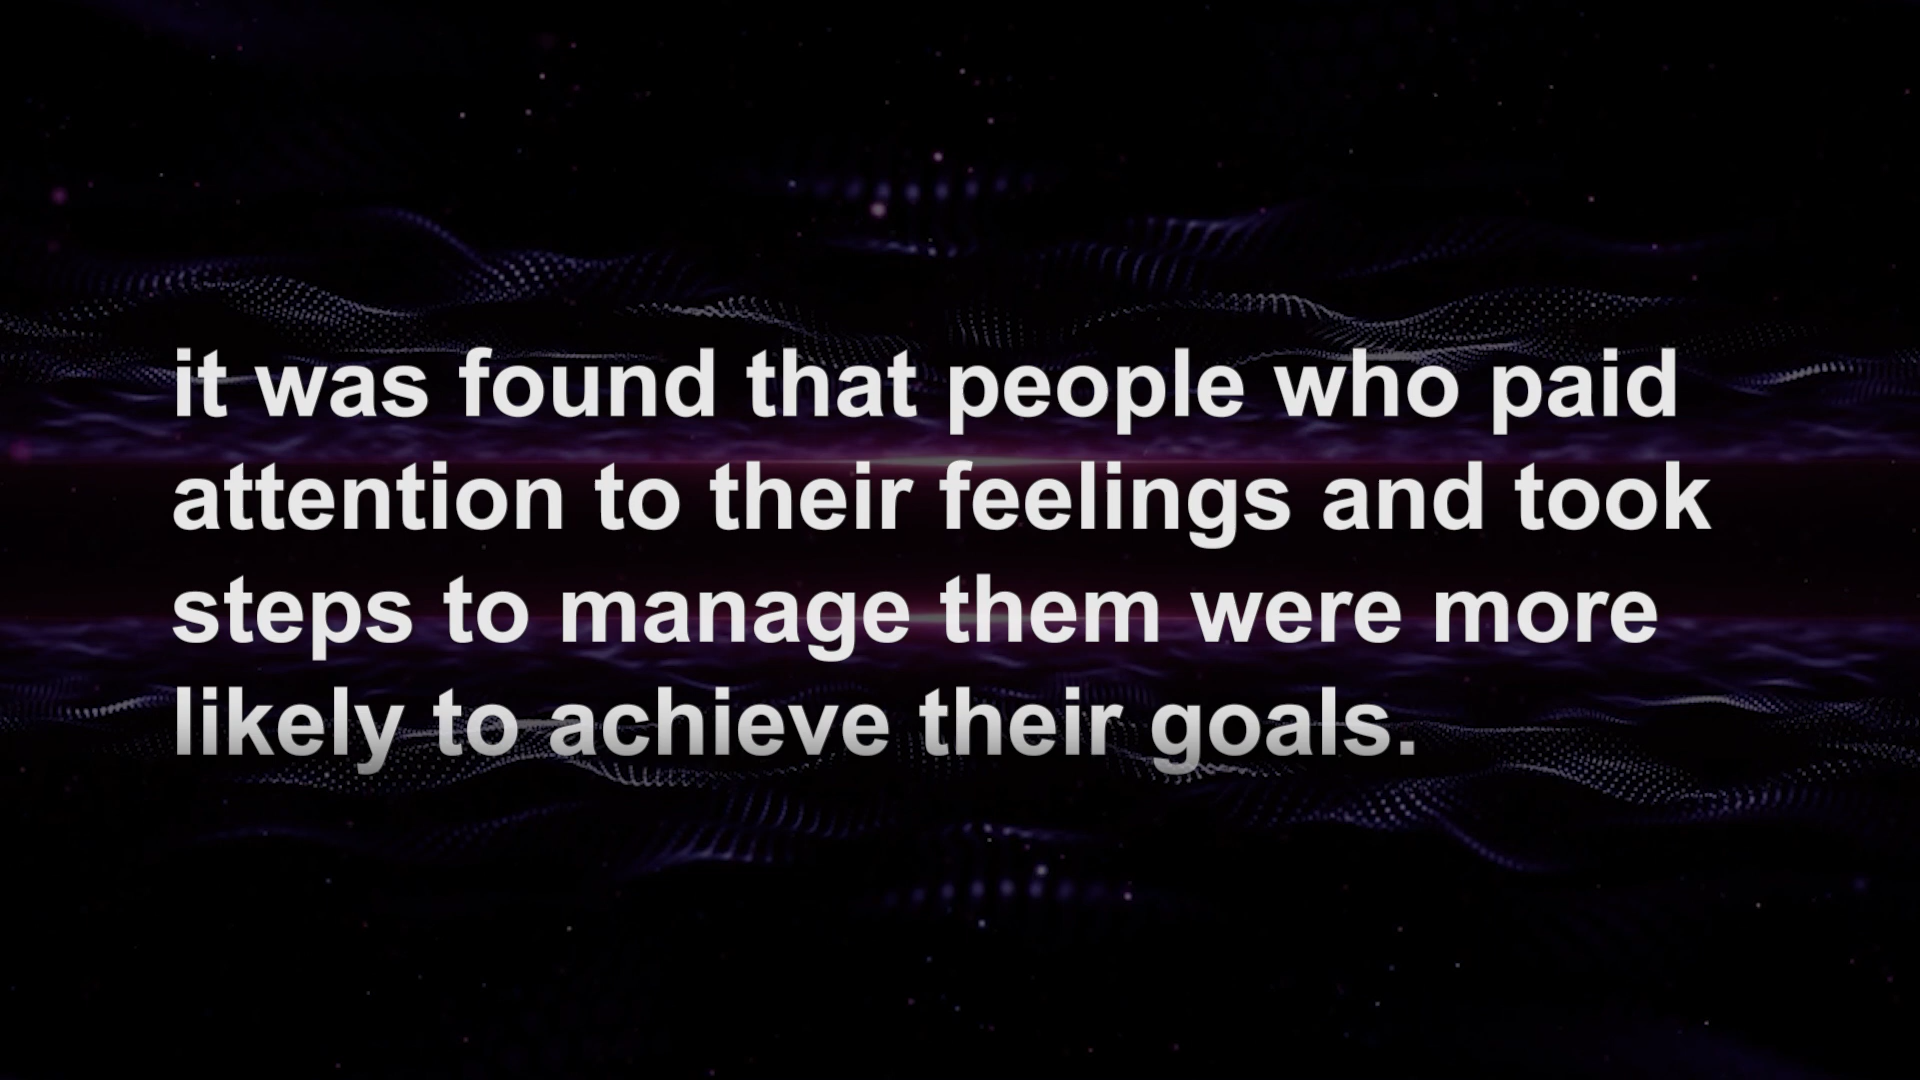 it was found that people who paid
attention to their feelings and took
steps to manage them were more
likely to achieve their goals.